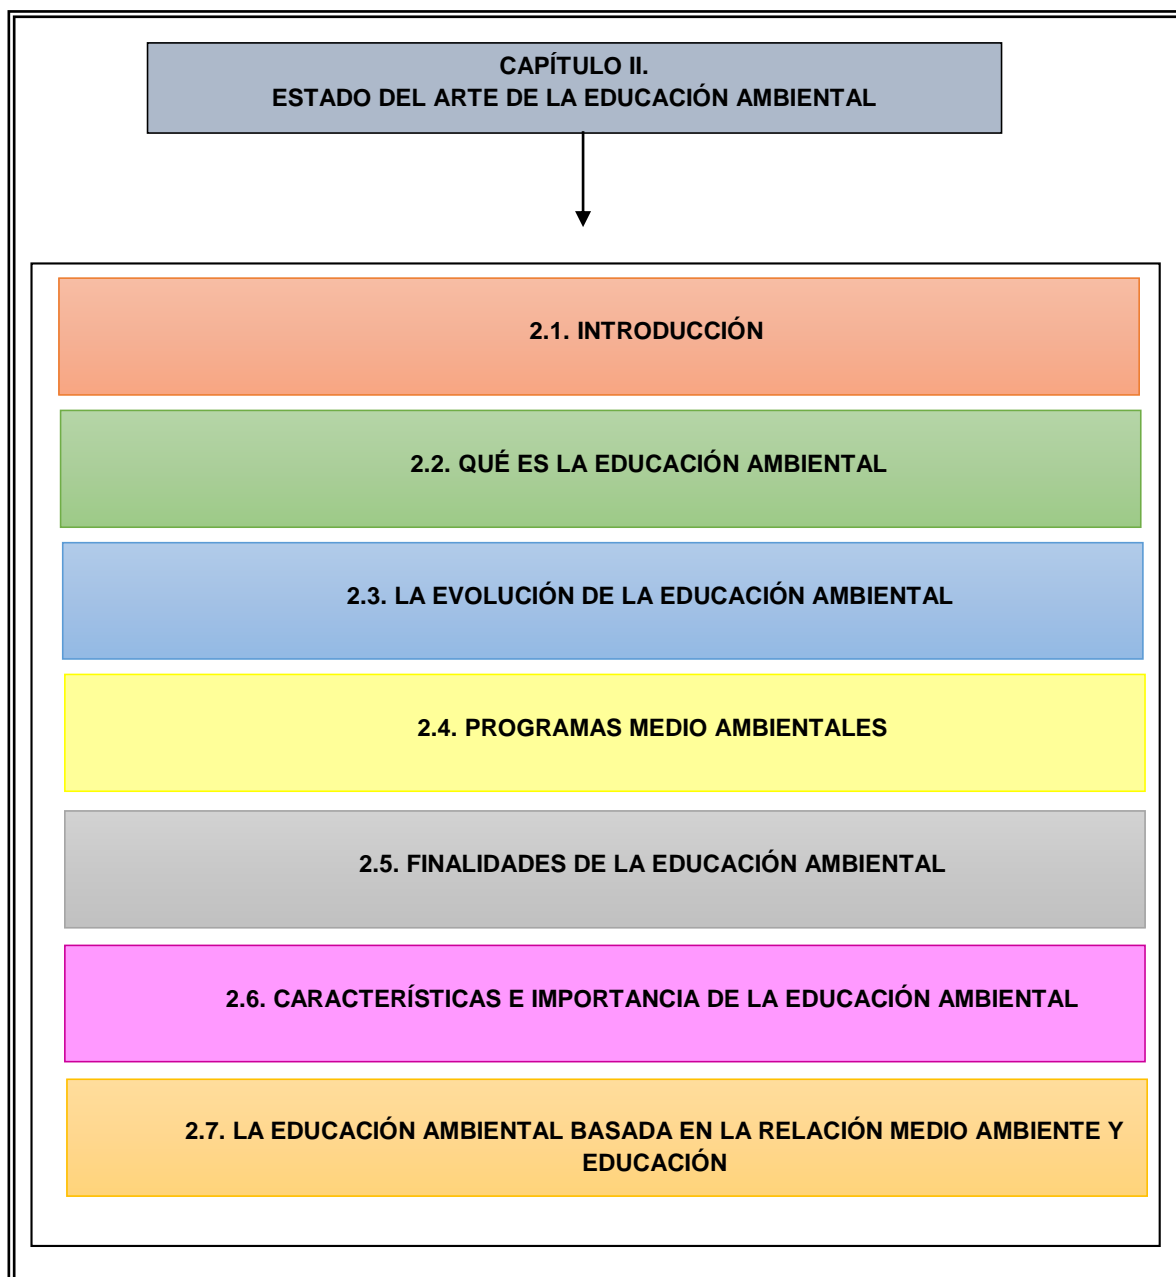 CAPÍTULO II.
ESTADO DEL ARTE DE LA EDUCACIÓN AMBIENTAL
2.1. INTRODUCCIÓN
2.2. QUÉ ES LA EDUCACIÓN AMBIENTAL
2.3. LA EVOLUCIÓN DE LA EDUCACIÓN AMBIENTAL
2.4. PROGRAMAS MEDIO AMBIENTALES
2.5. FINALIDADES DE LA EDUCACIÓN AMBIENTAL
2.6. CARACTERÍSTICAS E IMPORTANCIA DE LA EDUCACIÓN AMBIENTAL
2.7. LA EDUCACIÓN AMBIENTAL BASADA EN LA RELACIÓN MEDIO AMBIENTE Y
EDUCACIÓN